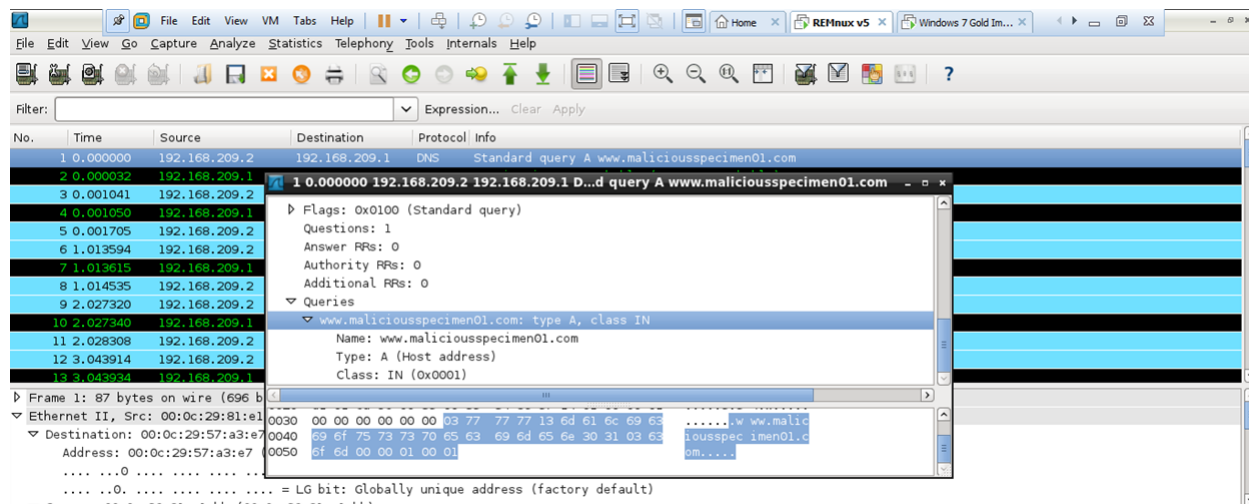 File Edit View VM Tabs Help Home × REMnux v5 × Windows 7 Gold Im... ×
File Edit View Go Capture Analyze Statistics Telephony Tools Internals Help
Filter: Expression... Clear Apply
No. Time Source Destination Protocol Info
1 0.000000 192.168.209.2 192.168.209.1 DNS Standard query A www.maliciousspecimen01.com
2 0.000032 192.168.209.1
1 0.000000 192.168.209.2 192.168.209.1 D...d query A www.maliciousspecimen01.com
3 0.001041 192.168.209.2
4 0.001050 192.168.209.1
5 0.001705 192.168.209.2
6 1.013594 192.168.209.2
7 1.013615 192.168.209.1
8 1.014535 192.168.209.2
9 2.027320 192.168.209.2
10 2.027340 192.168.209.1
11 2.028308 192.168.209.2
12 3.043914 192.168.209.2
13 3.043934 192.168.209.1
Flags: 0x0100 (Standard query)
Questions: 1
Answer RRs: 0
Authority RRs: 0
Additional RRs: 0
Queries
www.maliciousspecimen01.com: type A, class IN
Name: www.maliciousspecimen01.com
Type: A (Host address)
Class: IN (0x0001)
Frame 1: 87 bytes on wire (696 b
Ethernet II, Src: 00:0c:29:81:e1
Destination: 00:0c:29:57:a3:e7
Address: 00:0c:29:57:a3:e7 (
.... ...0 .... .... .... ...
.... ..0. .... .... .... .... = LG bit: Globally unique address (factory default)
0030 00 00 00 00 00 00 03 77 77 77 13 6d 61 6c 69 63 .......w ww.malic
0040 69 6f 75 73 73 70 65 63 69 6d 65 6e 30 31 03 63 iousspec imen01.c
0050 6f 6d 00 00 01 00 01 om.....